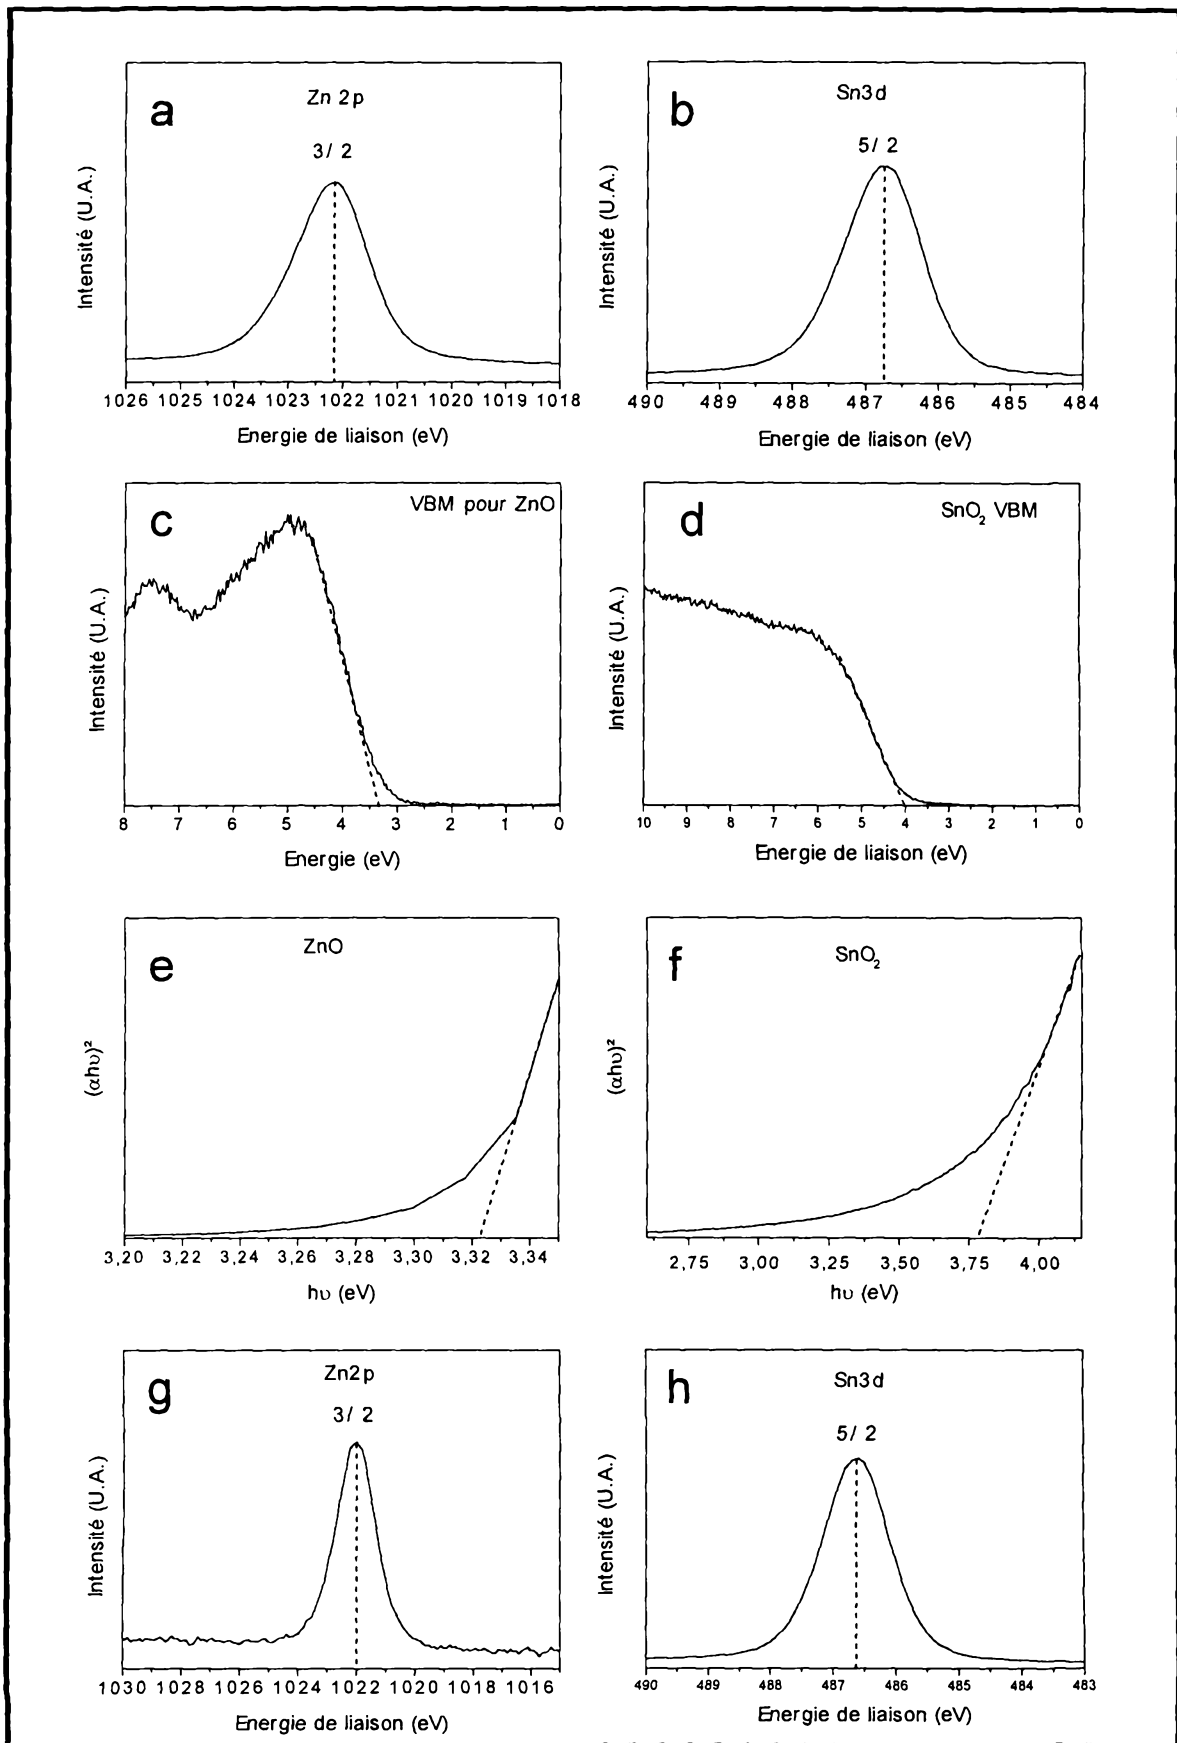 a
Zn 2p
3/ 2
Intensité (U.A.)
1026 1025 1024 1023 1022 1021 1020 1019 1018
Energie de liaison (eV)
b
Sn3d
5/ 2
Intensité (U.A.)
490 489 488 487 486 485 484
Energie de liaison (eV)
c
VBM pour ZnO
Intensité (U.A.)
8 7 6 5 4 3 2 1 0
Energie (eV)
d
SnO₂ VBM
Intensité (U.A.)
10 9 8 7 6 5 4 3 2 1 0
Energie de liaison (eV)
e
ZnO
(αhυ)²
3,20 3,22 3,24 3,26 3,28 3,30 3,32 3,34
hυ (eV)
f
SnO₂
(αhυ)²
2,75 3,00 3,25 3,50 3,75 4,00
hυ (eV)
g
Zn2p
3/ 2
Intensité (U.A.)
1030 1028 1026 1024 1022 1020 1018 1016
Energie de liaison (eV)
h
Sn3d
5/ 2
Intensité (U.A.)
490 489 488 487 486 485 484 483
Energie de liaison (eV)